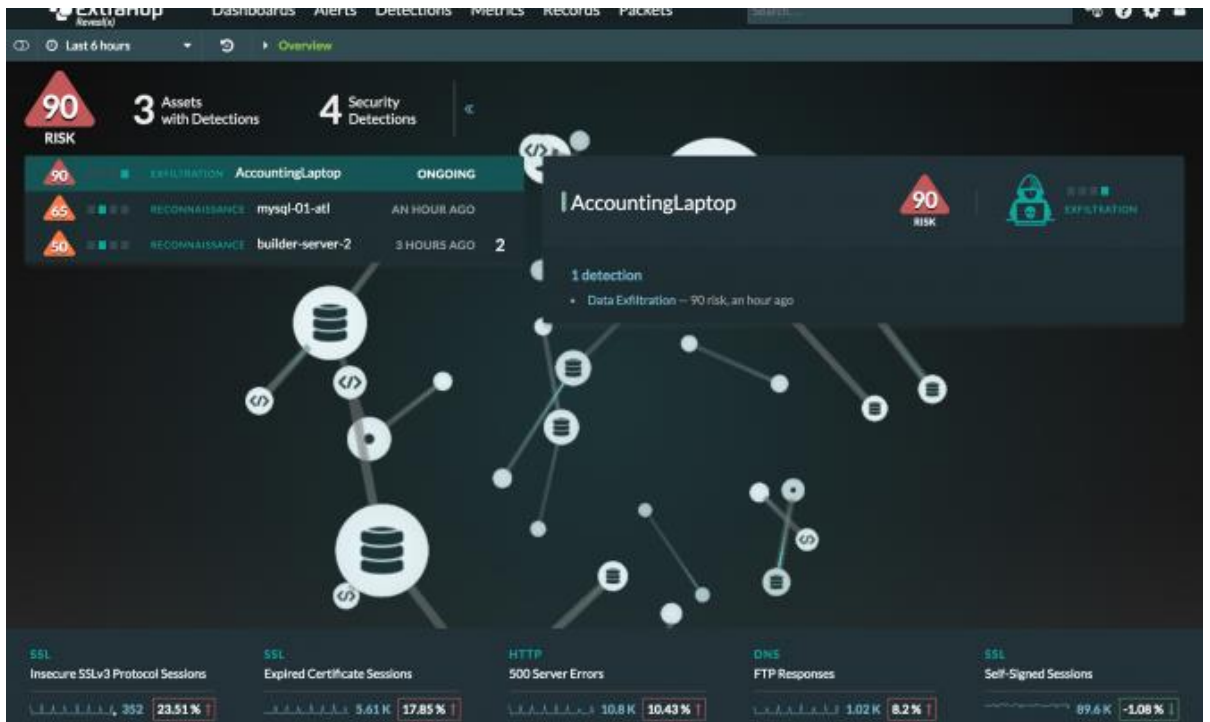 ExtraHop
Reveal(x)
Dashboards Alerts Detections Metrics Records Packets
Search...
Last 6 hours
Overview
90
RISK
3 Assets with Detections
4 Security Detections
90 EXFILTRATION AccountingLaptop ONGOING
65 RECONNAISSANCE mysql-01-atl AN HOUR AGO
50 RECONNAISSANCE builder-server-2 3 HOURS AGO 2
AccountingLaptop
90
RISK
EXFILTRATION
1 detection
• Data Exfiltration — 90 risk, an hour ago
SSL
Insecure SSLv3 Protocol Sessions
352 23.51%
SSL
Expired Certificate Sessions
5.61 K 17.85%
HTTP
500 Server Errors
10.8 K 10.43%
DNS
FTP Responses
1.02 K 8.2%
SSL
Self-Signed Sessions
89.6 K -1.08%